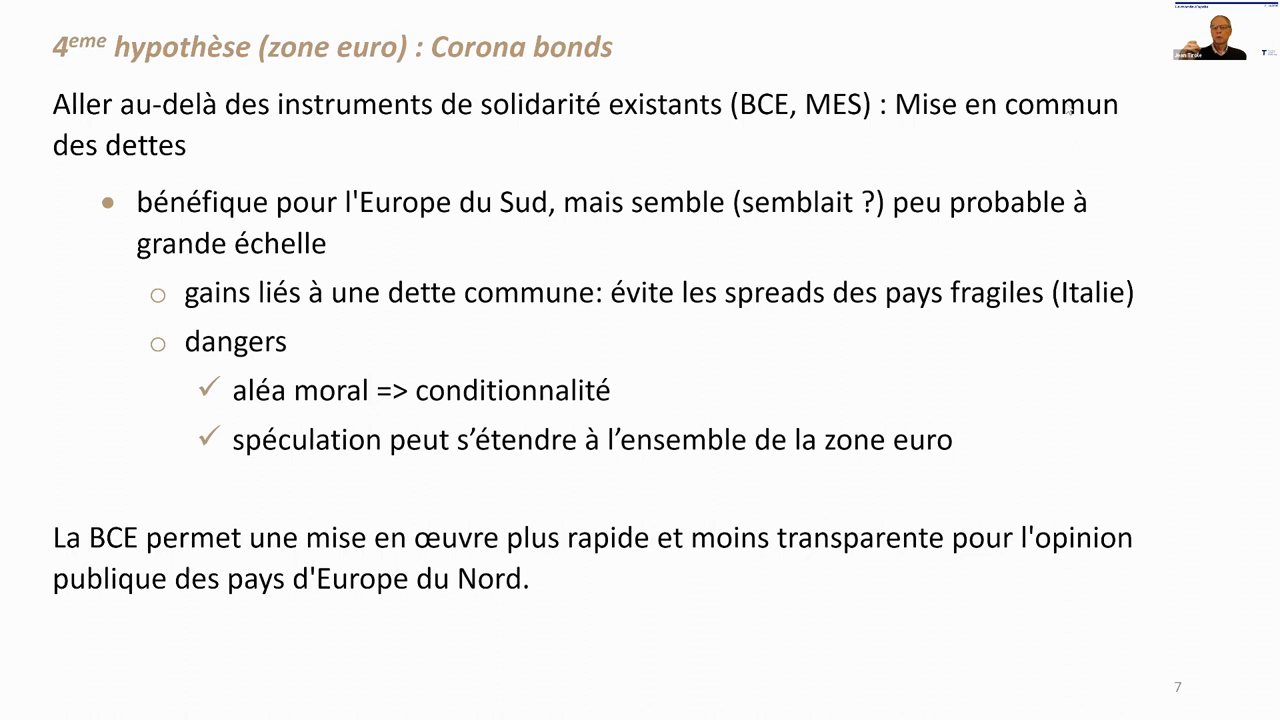 4eme hypothèse (zone euro) : Corona bonds
Aller au-delà des instruments de solidarité existants (BCE, MES) : Mise en commun
des dettes
• bénéfique pour l'Europe du Sud, mais semble (semblait ?) peu probable à
grande échelle
○ gains liés à une dette commune: évite les spreads des pays fragiles (Italie)
○ dangers
✓ aléa moral => conditionnalité
✓ spéculation peut s’étendre à l’ensemble de la zone euro
La BCE permet une mise en œuvre plus rapide et moins transparente pour l'opinion
publique des pays d'Europe du Nord.
7
Jean Tirole